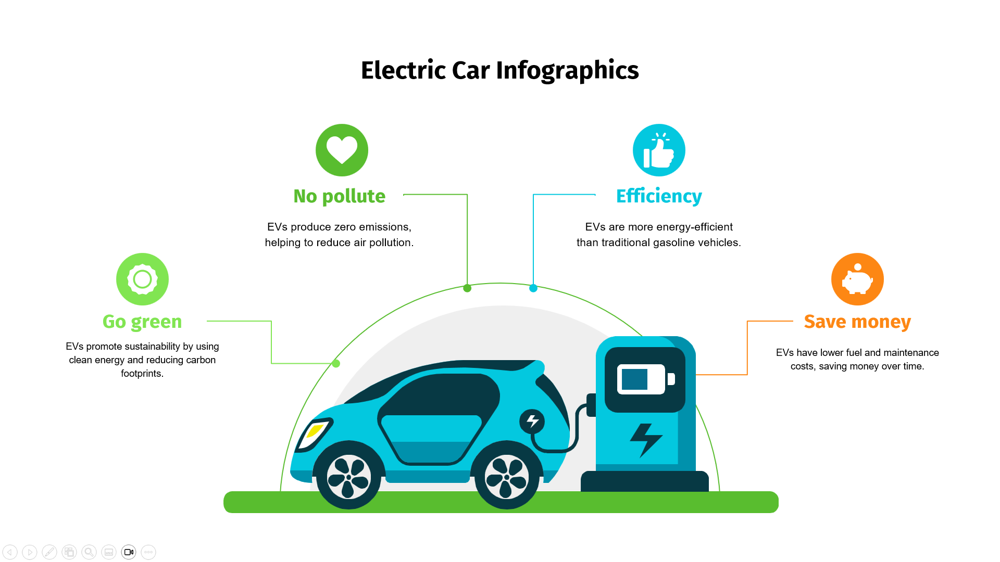 Electric Car Infographics
No pollute
EVs produce zero emissions,
helping to reduce air pollution.
Efficiency
EVs are more energy-efficient
than traditional gasoline vehicles.
Go green
EVs promote sustainability by using
clean energy and reducing carbon
footprints.
Save money
EVs have lower fuel and maintenance
costs, saving money over time.